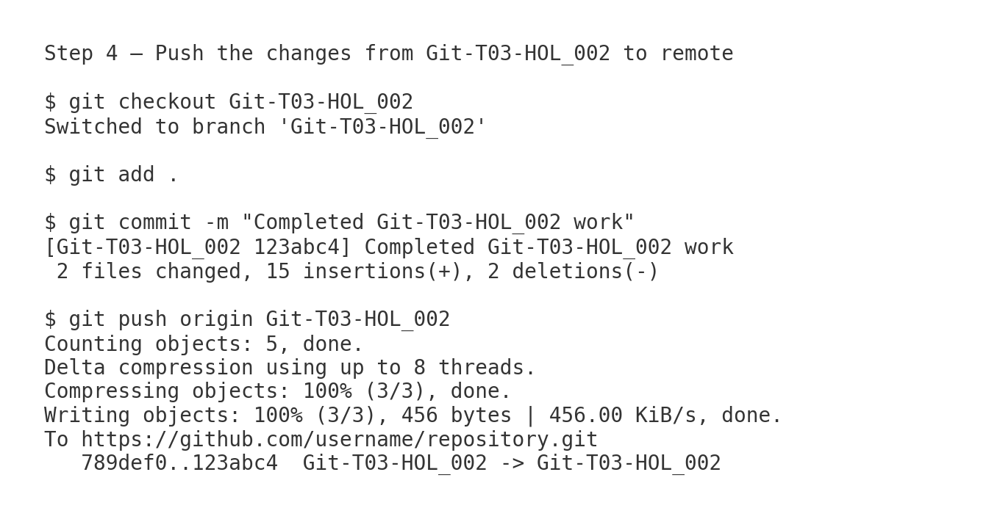 Step 4 — Push the changes from Git-T03-HOL_002 to remote
$ git checkout Git-T03-HOL_002
Switched to branch 'Git-T03-HOL_002'
$ git add .
$ git commit -m "Completed Git-T03-HOL_002 work"
[Git-T03-HOL_002 123abc4] Completed Git-T03-HOL_002 work
 2 files changed, 15 insertions(+), 2 deletions(-)
$ git push origin Git-T03-HOL_002
Counting objects: 5, done.
Delta compression using up to 8 threads.
Compressing objects: 100% (3/3), done.
Writing objects: 100% (3/3), 456 bytes | 456.00 KiB/s, done.
To https://github.com/username/repository.git
   789def0..123abc4  Git-T03-HOL_002 -> Git-T03-HOL_002